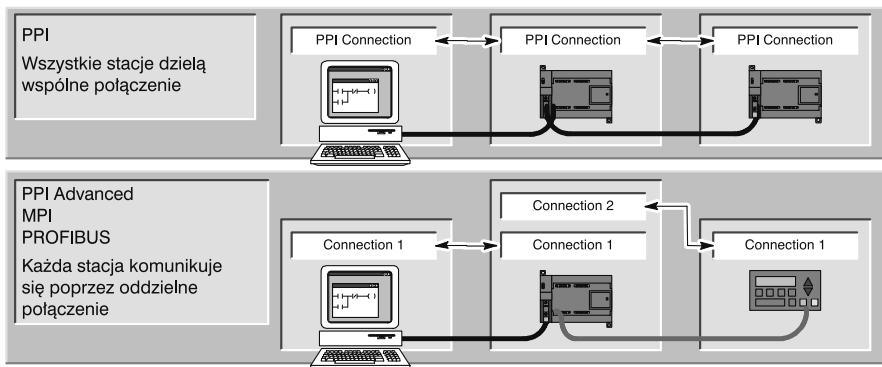 PPI
Wszystkie stacje dzielą
wspólne połączenie
PPI Connection
PPI Connection
PPI Connection
PPI Advanced
MPI
PROFIBUS
Każda stacja komunikuje
się poprzez oddzielne
połączenie
Connection 1
Connection 2
Connection 1
Connection 1